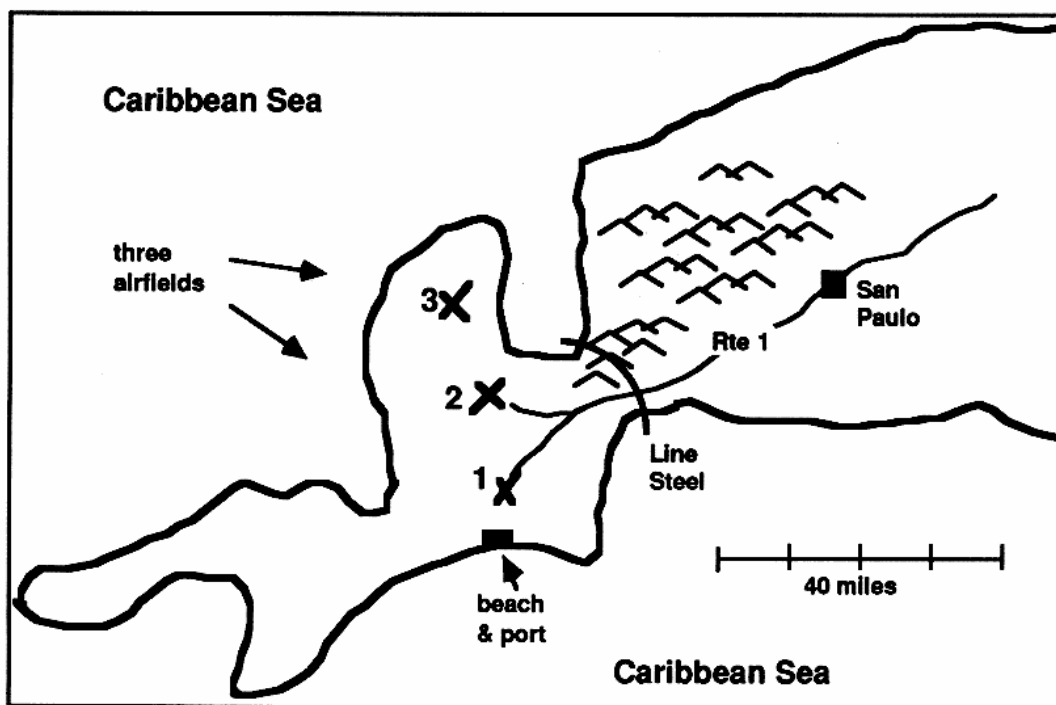 Caribbean Sea
three
airfields
3
2
1
San
Paulo
Rte 1
Line
Steel
beach
& port
40 miles
Caribbean Sea